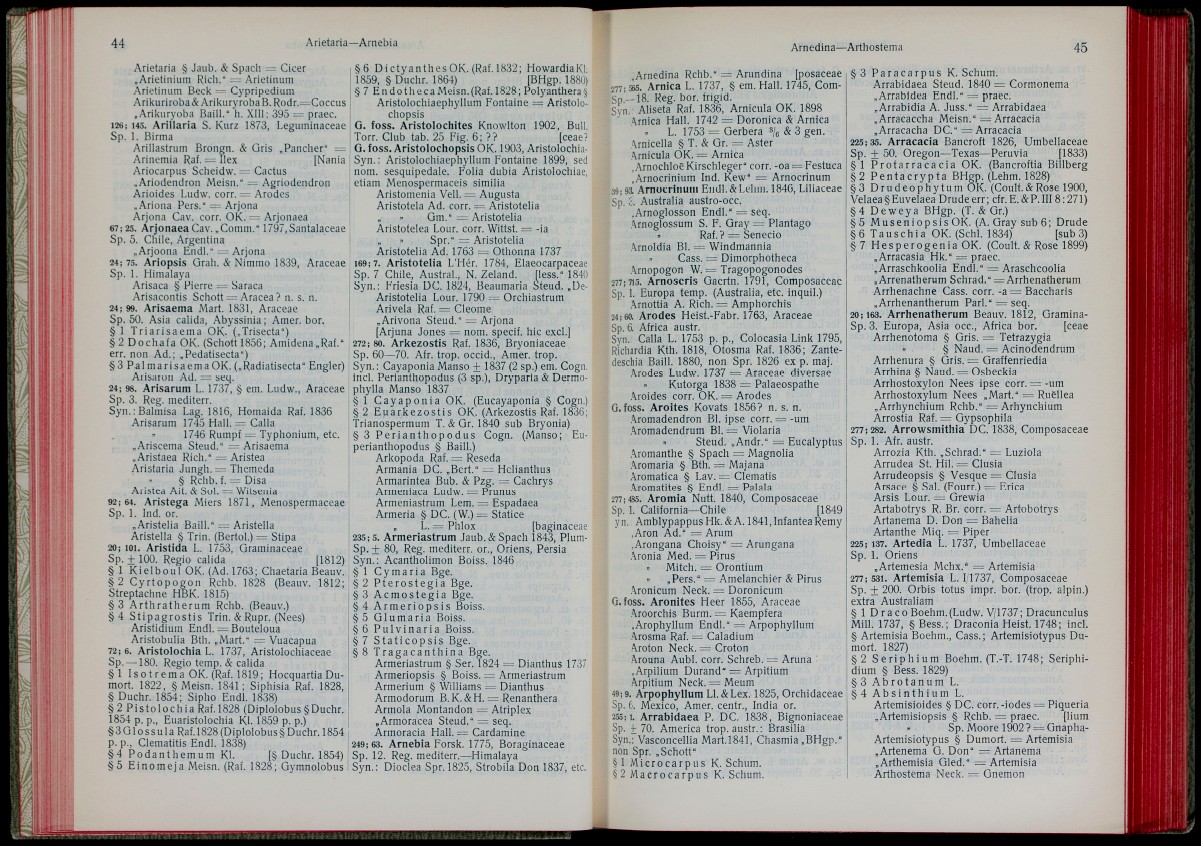 44
Arietaria—Arnebia
Arietaria § Jaub. & Spach = Cicer
„Arietinium Rich.“ = Arietinum
Arietinum Beck = Cypripedium
Arikuriroba & Arikuryroba B. Rodr. = Coccus
„Arikuryoba Baill.“ h. XIII; 395 = praec.
126; 145. Arillaria S. Kurz 1873, Leguminaceae
Sp. 1. Birma
Arillastrum Brongn. & Gris „Pancher“ =
Arinemia Raf. = Ilex [Nania
Ariocarpus Scheidw. = Cactus
„Ariodendron Meisn.“ = Agriodendron
Arioides Ludw. corr. = Arodes
„Ariona Pers.“ = Arjona
Arjona Cav. corr. OK. = Arjonaea
67; 25. Arjonaea Cav. „Comm.“ 1797, Santalaceae
Sp. 5. Chile, Argentina
„Arjoona Endl.“ = Arjona
24; 75. Ariopsis Grah. & Nimmo 1839, Araceae
Sp. 1. Himalaya
Arisaca § Pierre = Saraca
Arisacontis Schott = Aracea? n. s. n.
24; 99. Arisaema Mart. 1831, Araceae
Sp. 50. Asia calida, Abyssinia; Amer. bor.
§ 1 Triarisaema OK. („Trisecta“)
§ 2 Dochafa OK. (Schott 1856; Amidena „Raf.“
err. non Ad.; „Pedatisecta“)
§ 3 Palmarisaema OK. („Radiatisecta“ Engler)
Arisaron Ad. = seq.
24; 98. Arisarum L. 1737, § em. Ludw., Araceae
Sp. 3. Reg. mediterr.
Syn.: Balmisa Lag. 1816, Homaida Raf. 1836
Arisarum 1745 Hall. = Calla
„ 1746 Rumpf = Typhonium, etc.
„Ariscema Steud.“ = Arisaema
„Aristaea Rich.“ = Aristea
Aristaria Jungh. = Themeda
„ § Rchb. f. = Disa
Aristea Ait. & Sol. = Witsenia
92; 64. Aristega Miers 1871, Menospermaceae
Sp. 1. Ind. or.
„Aristelia Baill.“ = Aristella
Aristella § Trin. (Bertol.) = Stipa
20; 101. Aristida L. 1753, Graminaceae
Sp. ± 100. Regio calida [1812)
§ 1 Kielboul OK. (Ad. 1763; Chaetaria Beauv.
§ 2 Cyrtopogon Rchb. 1828 (Beauv. 1812;
Streptachne HBK. 1815)
§ 3 Arthratherum Rchb. (Beauv.)
§ 4 Stipagrostis Trin. & Rupr. (Nees)
Aristidium Endl. = Bouteloua
Aristobulia Bth. „Mart.“ = Vuacapua
72; 6. Aristolochia L. 1737, Aristolochiaceae
Sp. —180. Regio temp. & calida
§ 1 Isotrema OK. (Raf. 1819; Hocquartia Du-
mort. 1822, § Meisn. 1841; Siphisia Raf. 1828,
§ Duchr. 1854; Sipho Endl. 1838)
§ 2 Pistolochia Raf. 1828 (Diplolobus § Duchr.
1854 p. p., Euaristolochia Kl. 1859 p. p.)
§ 3 Glossula Raf. 1828 (Diplolobus § Duchr. 1854
p. p., Clematitis Endl. 1838)
§ 4 Podanthemum Kl. [§ Duchr. 1854)
§ 5 Einomeja Meisn. (Raf. 1828; Gymnolobus
§ 6 Dictyanthes OK. (Raf. 1832; Howardia Kl.
1859, § Duchr. 1864) [BHgp. 1880)
§ 7 Endotheca Meisn. (Raf. 1828; Polyanthera §
Aristolochiaephyllum Fontaine = Aristolo-
chopsis
G. foss. Aristolochites Knowlton 1902, Bull.
Torr. Club tab. 25 Fig. 6; ?? [ceae?
G. foss. Aristolochopsis OK. 1903, Aristolochia-
Syn.: Aristolochiaephyllum Fontaine 1899, sed
nom. sesquipedale. Folia dubia Aristolochiae,
etiam Menospermaceis similia
Aristomenia Vell. = Augusta
Aristotela Ad. corr. = Aristotelia
„ „ Gm.“ = Aristotelia
Aristotelea Lour. corr. Wittst. = -ia
„ „ Spr.“ = Aristotelia
Aristotelia Ad. 1763 = Othonna 1737
169; 7. Aristotelia L'Hér. 1784, Elaeocarpaceae
Sp. 7 Chile, Austral., N. Zeland. [less.“ 1840
Syn.: Friesia DC. 1824, Beaumaria Steud. „De-
Aristotelia Lour. 1790 = Orchiastrum
Arivela Raf. = Cleome
„Arivona Steud.“ = Arjona
[Arjuna Jones = nom. specif. hic excl.]
272; 80. Arkezostis Raf. 1836, Bryoniaceae
Sp. 60—70. Afr. trop. occid., Amer. trop.
Syn.: Cayaponia Manso ± 1837 (2 sp.) em. Cogn.
incl. Perianthopodus (3 sp.), Dryparia & Dermo-
phylla Manso 1837
§ 1 Cayaponia OK. (Eucayaponia § Cogn.)
§ 2 Euarkezostis OK. (Arkezostis Raf. 1836;
Trianospermum T. & Gr. 1840 sub Bryonia)
§ 3 Perianthopodus Cogn. (Manso; Eu-
perianthopodus § Baill.)
Arkopoda Raf. = Reseda
Armania DC. „Bert.“ = Helianthus
Armarintea Bub. & Pzg. = Cachrys
Armeniaca Ludw. = Prunus
Armeniastrum Lem. = Espadaea
Armeria § DC. (W.) = Statice
„ L. = Phlox [baginaceae
235; 5. Armeriastrum Jaub. & Spach 1843, Plum-
Sp. ± 80, Reg. mediterr. or., Oriens, Persia
Syn.: Acantholimon Boiss. 1846
§ 1 Cymaria Bge.
§ 2 Pterostegia Bge.
§ 3 Acmostegia Bge.
§ 4 Armeriopsis Boiss.
§ 5 Glumaria Boiss.
§ 6 Pulvinaria Boiss.
§ 7 Staticopsis Bge.
§ 8 Tragacanthina Bge.
Armeriastrum § Ser. 1824 = Dianthus 1737
Armeriopsis § Boiss. = Armeriastrum
Armerium § Williams = Dianthus
Armodorum B. K. & H. = Renanthera
Armola Montandon = Atriplex
„Armoracea Steud.“ = seq.
Armoracia Hall. = Cardamine
249; 63. Arnebia Forsk. 1775, Boraginaceae
Sp. 12. Reg. mediterr.—Himalaya
Syn.: Dioclea Spr. 1825, Strobila Don 1837, etc.
Arnedina—Arthostema
45
„Arnedina Rchb.“ = Arundina [posaceae
277; 565. Arnica L. 1737, § em. Hall. 1745, Com-
Sp. —18. Reg. bor. frigid.
Syn. Aliseta Raf. 1836, Arnicula OK. 1898
Arnica Hall. 1742 = Doronica & Arnica
„ L. 1753 = Gerbera ⁵/₆ & 3 gen.
Arnicella § T. & Gr. = Aster
Arnicula OK. = Arnica
„Arnochloë Kirschleger“ corr. -oa = Festuca
„Arnocrinium Ind. Kew“ = Arnocrinum
39; 93. Arnocrinum Endl. & Lehm. 1846, Liliaceae
Sp. 3. Australia austro-occ.
„Arnoglosson Endl.“ = seq.
Arnoglossum S. F. Gray = Plantago
„ Raf.? = Senecio
Arnoldia Bl. = Windmannia
„ Cass. = Dimorphotheca
Arnopogon W. = Tragopogonodes
277; 715. Arnoseris Gaertn. 1791, Composaceae
Sp. 1. Europa temp. (Australia, etc. inquil.)
Arnottia A. Rich. = Amphorchis
24; 60. Arodes Heist.-Fabr. 1763, Araceae
Sp. 6. Africa austr.
Syn. Calla L. 1753 p. p., Colocasia Link 1795,
Richardia Kth. 1818, Otosma Raf. 1836; Zante-
deschia Baill. 1880, non Spr. 1826 ex p. maj.
Arodes Ludw. 1737 = Araceae diversae
„ Kutorga 1838 = Palaeospathe
Aroides corr. OK. = Arodes
G. foss. Aroites Kovats 1856? n. s. n.
Aromadendron Bl. ipse corr. = -um
Aromadendrum Bl. = Violaria
„ Steud. „Andr.“ = Eucalyptus
Aromanthe § Spach = Magnolia
Aromaria § Bth. = Majana
Aromatica § Lav. = Clematis
Aromatites § Endl. = Palala
277; 485. Aromia Nutt. 1840, Composaceae
Sp. 1. California—Chile [1849
yn. Amblypappus Hk. & A. 1841, Infantea Remy
„Aron Ad.“ = Arum
„Arongana Choisy“ = Arungana
Aronia Med. = Pirus
„ Mitch. = Orontium
„ „Pers.“ = Amelanchier & Pirus
Aronicum Neck. = Doronicum
G. foss. Aronites Heer 1855, Araceae
Aroorchis Burm. = Kaempfera
„Arophyllum Endl.“ = Arpophyllum
Arosma Raf. = Caladium
Aroton Neck. = Croton
Arouna Aubl. corr. Schreb. = Aruna
„Arpilium Durand“ = Arpitium
Arpitium Neck. = Meum
49; 9. Arpophyllum Ll. & Lex. 1825, Orchidaceae
Sp. 6. Mexico, Amer. centr., India or.
255; 1. Arrabidaea P. DC. 1838, Bignoniaceae
Sp. ± 70. America trop. austr.: Brasilia
Syn.: Vasconcellia Mart. 1841, Chasmia „BHgp.“
non Spr. „Schott“
§ 1 Microcarpus K. Schum.
§ 2 Macrocarpus K. Schum.
§ 3 Paracarpus K. Schum.
Arrabidaea Steud. 1840 = Cormonema
„Arrabidea Endl.“ = praec.
„Arrabidia A. Juss.“ = Arrabidaea
„Arracaccha Meisn.“ = Arracacia
„Arracacha DC.“ = Arracacia
225; 35. Arracacia Bancroft 1826, Umbellaceae
Sp. ± 50. Oregon—Texas—Peruvia [1833)
§ 1 Protarracacia OK. (Bancroftia Billberg
§ 2 Pentacrypta BHgp. (Lehm. 1828)
§ 3 Drudeophytum OK. (Coult. & Rose 1900,
Velaea § Euvelaea Drude err; cfr. E. & P. III 8: 271)
§ 4 Deweya BHgp. (T. & Gr.)
§ 5 Museniopsis OK. (A. Gray sub 6; Drude
§ 6 Tauschia OK. (Schl. 1834) [sub 3)
§ 7 Hesperogenia OK. (Coult. & Rose 1899)
„Arracasia Hk.“ = praec.
„Arraschkoolia Endl.“ = Araschcoolia
„Arrenatherum Schrad.“ = Arrhenatherum
Arrhenachne Cass. corr. -a = Baccharis
„Arrhenantherum Parl.“ = seq.
20; 163. Arrhenatherum Beauv. 1812, Gramina-
Sp. 3. Europa, Asia occ., Africa bor. [ceae
Arrhenotoma § Gris. = Tetrazygia
„ § Naud. = Acinodendrum
Arrhenura § Gris. = Graffenriedia
Arrhina § Naud. = Osbeckia
Arrhostoxylon Nees ipse corr. = -um
Arrhostoxylum Nees „Mart.“ = Ruëllea
„Arrhynchium Rchb.“ = Arhynchium
Arrostia Raf. = Gypsophila
277; 282. Arrowsmithia DC. 1838, Composaceae
Sp. 1. Afr. austr.
Arrozia Kth. „Schrad.“ = Luziola
Arrudea St. Hil. = Clusia
Arrudeopsis § Vesque = Clusia
Arsace § Sal. (Fourr.) = Erica
Arsis Lour. = Grewia
Artabotrys R. Br. corr. = Artobotrys
Artanema D. Don = Bahelia
Artanthe Miq. = Piper
225; 137. Artedia L. 1737, Umbellaceae
Sp. 1. Oriens
„Artemesia Mchx.“ = Artemisia
277; 531. Artemisia L. I 1737, Composaceae
Sp. ± 200. Orbis totus impr. bor. (trop. alpin.)
extra Australiam
§ 1 Draco Boehm. (Ludw. V/1737; Dracunculus
Mill. 1737, § Bess.; Draconia Heist. 1748; incl.
§ Artemisia Boehm., Cass.; Artemisiotypus Du-
mort. 1827)
§ 2 Seriphium Boehm. (T.-T. 1748; Seriphi-
dium § Bess. 1829)
§ 3 Abrotanum L.
§ 4 Absinthium L.
Artemisioides § DC. corr. -iodes = Piqueria
„Artemisiopsis § Rchb. = praec. [lium
„ Sp. Moore 1902? = Gnapha-
Artemisiotypus § Dumort. = Artemisia
„Artenema G. Don“ = Artanema
„Arthemisia Gled.“ = Artemisia
Arthostema Neck. = Gnemon